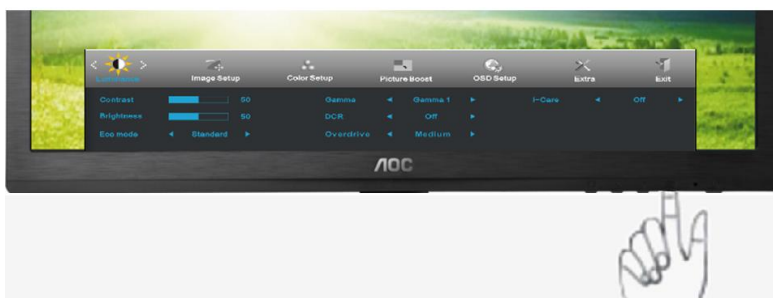 Luminance Image Setup Color Setup Picture Boost OSD Setup Extra Exit
Contrast 50 Gamma Gamma 1 i-Care Off
Brightness 50 DCR Off
Eco mode Standard Overdrive Medium
AOC